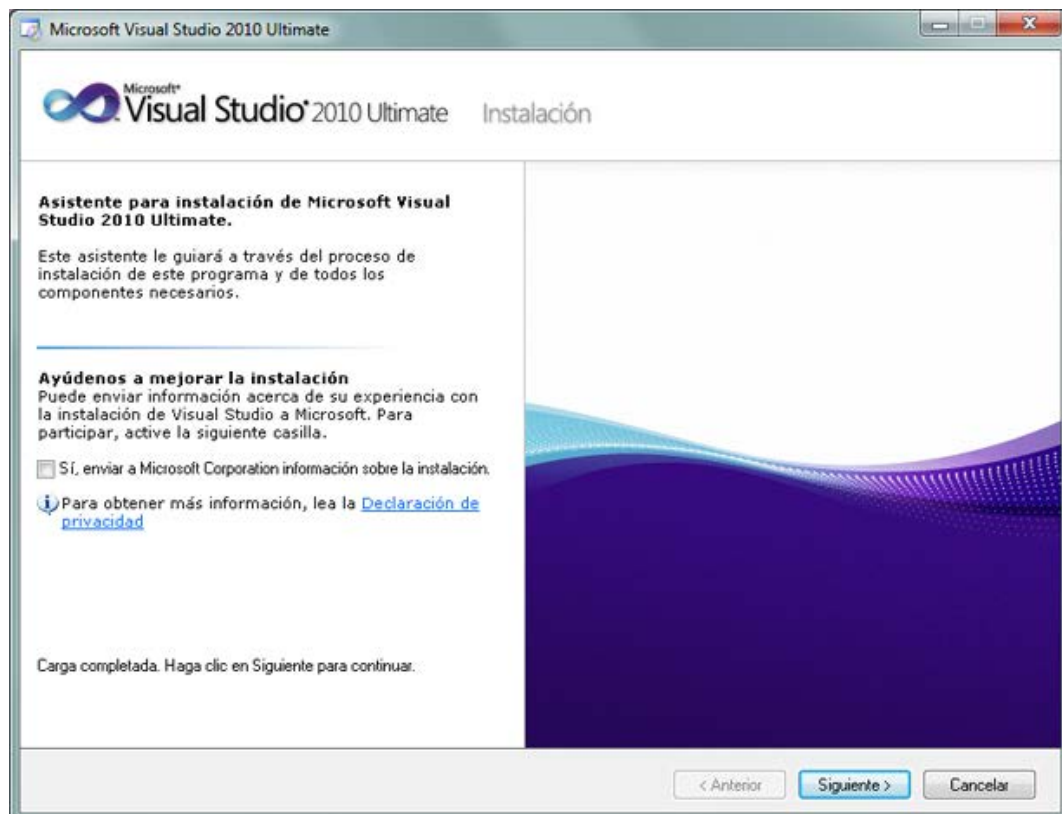 Microsoft Visual Studio 2010 Ultimate
Microsoft®
Visual Studio® 2010 Ultimate Instalación
Asistente para instalación de Microsoft Visual
Studio 2010 Ultimate.
Este asistente le guiará a través del proceso de
instalación de este programa y de todos los
componentes necesarios.
Ayúdenos a mejorar la instalación
Puede enviar información acerca de su experiencia con
la instalación de Visual Studio a Microsoft. Para
participar, active la siguiente casilla.
Sí, enviar a Microsoft Corporation información sobre la instalación.
Para obtener más información, lea la Declaración de
privacidad
Carga completada. Haga clic en Siguiente para continuar.
< Anterior Siguiente > Cancelar